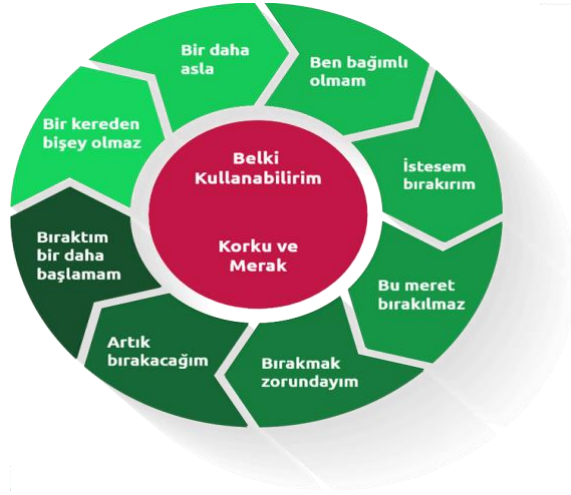 Bir daha
asla
Ben bağımlı
olmam
İstesem
bırakırım
Bu meret
bırakılmaz
Bırakmak
zorundayım
Artık
bırakacağım
Bıraktım
bir daha
başlamam
Bir kereden
bişey olmaz
Belki
Kullanabilirim
Korku ve
Merak